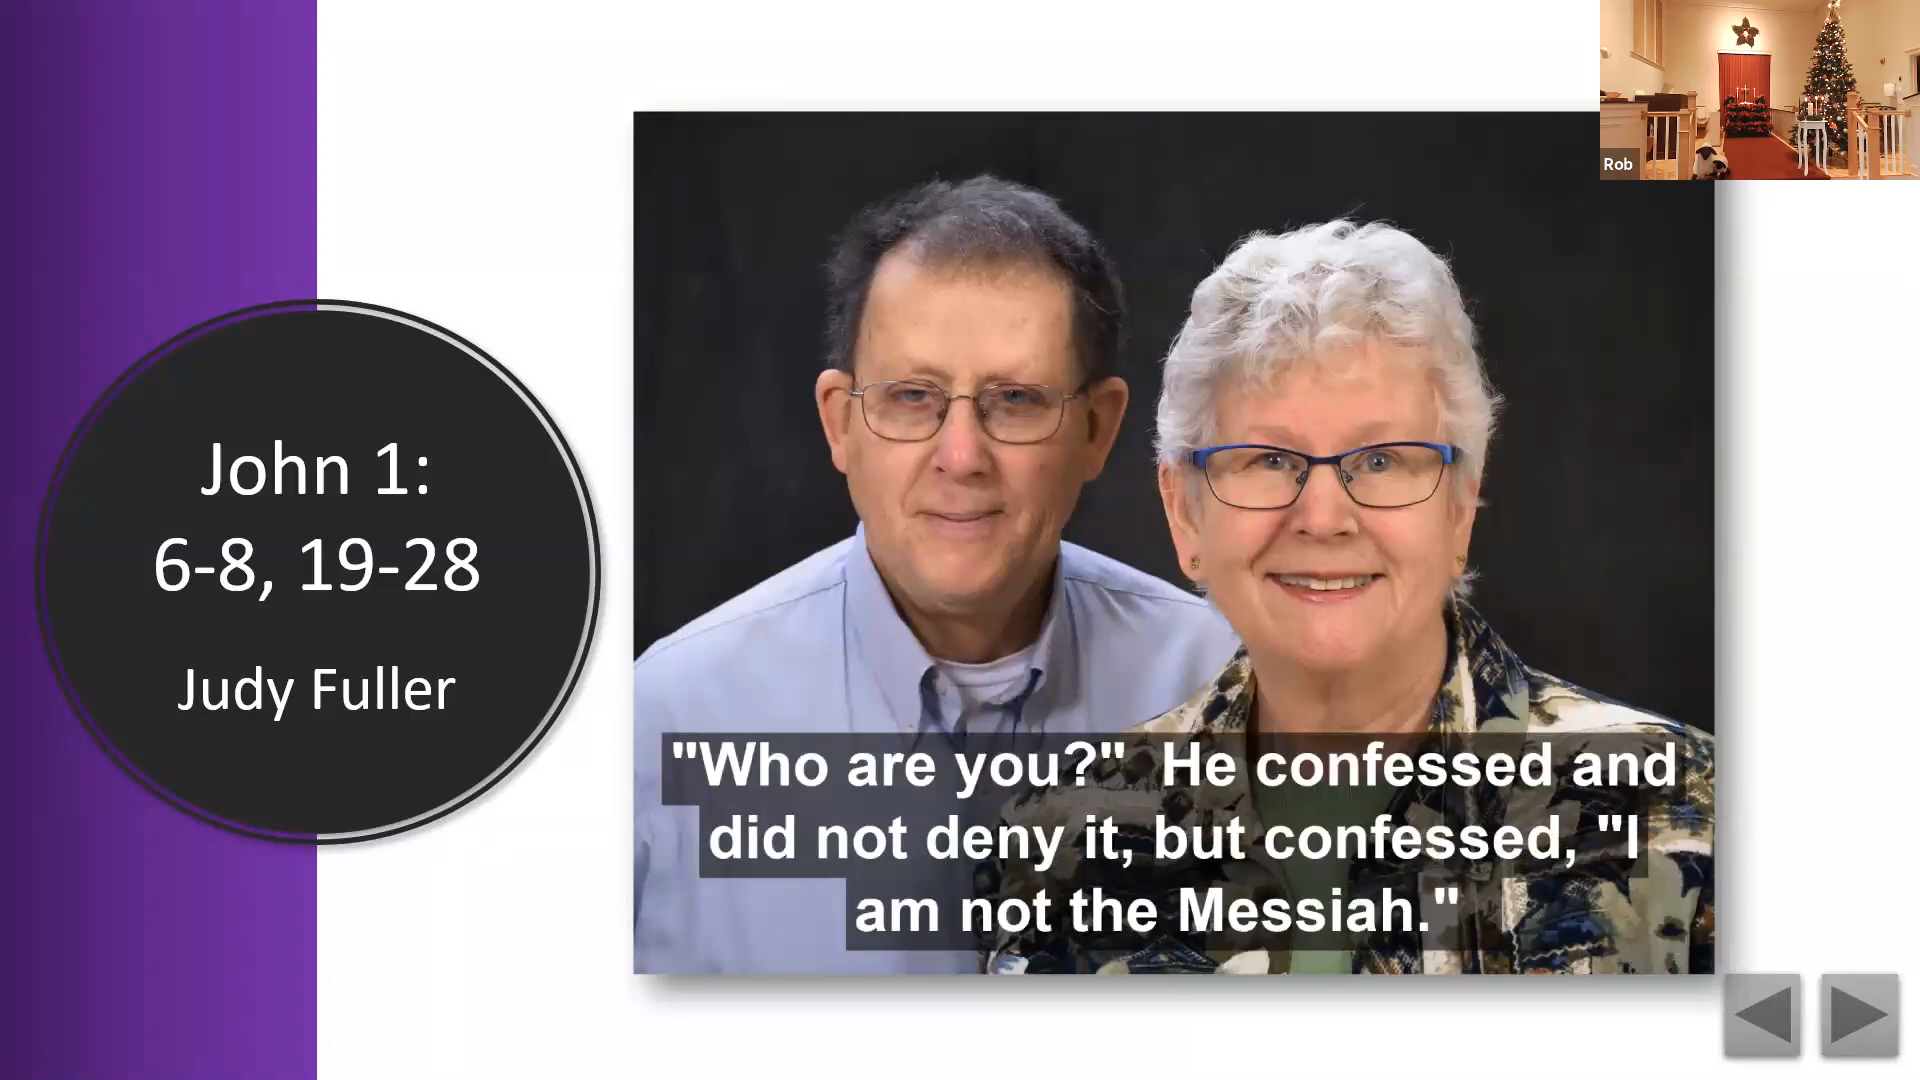 John 1:
6-8, 19-28
Judy Fuller
"Who are you?"  He confessed and
did not deny it, but confessed, "I
am not the Messiah."
Rob